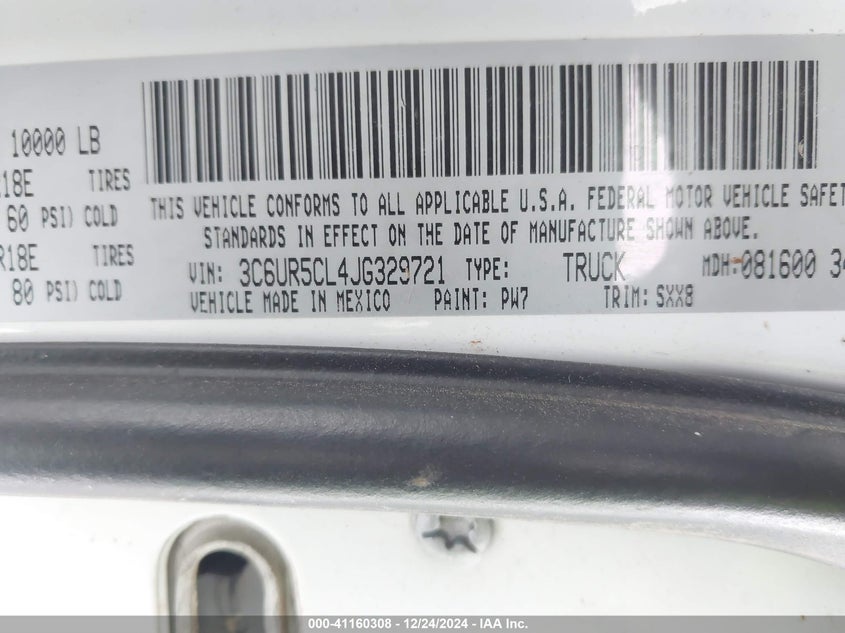 10000 LB
R18E TIRES
60 PSI) COLD
R18E TIRES
80 PSI) COLD
THIS VEHICLE CONFORMS TO ALL APPLICABLE U.S.A. FEDERAL MOTOR VEHICLE SAFET
STANDARDS IN EFFECT ON THE DATE OF MANUFACTURE SHOWN ABOVE.
VIN: 3C6UR5CL4JG329721 TYPE: TRUCK MDH:081600 34
VEHICLE MADE IN MEXICO PAINT: PW7 TRIM: SXX8
000-41160308 - 12/24/2024 - IAA Inc.